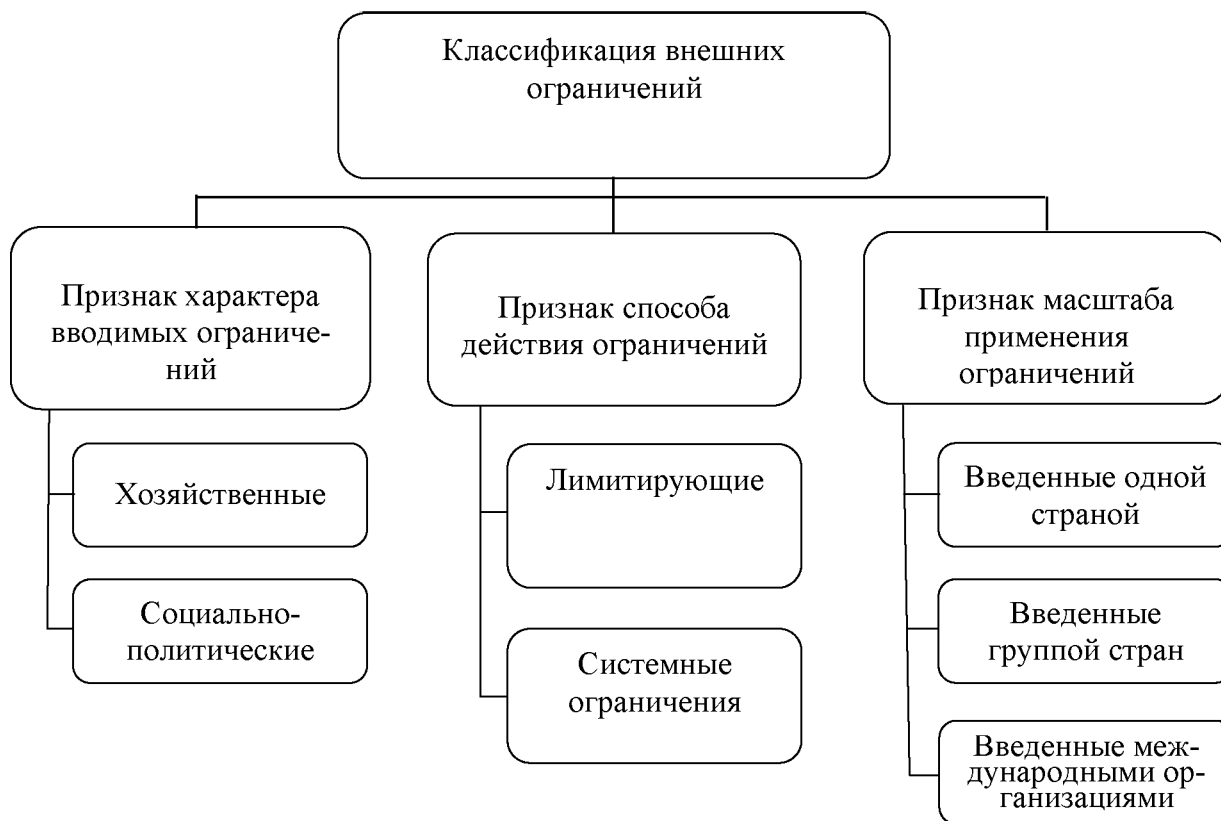 Классификация внешних
ограничений
Признак характера
вводимых ограниче-
ний
Хозяйственные
Социально-
политические
Признак способа
действия ограничений
Лимитирующие
Системные
ограничения
Признак масштаба
применения
ограничений
Введенные одной
страной
Введенные
группой стран
Введенные меж-
дународными ор-
ганизациями